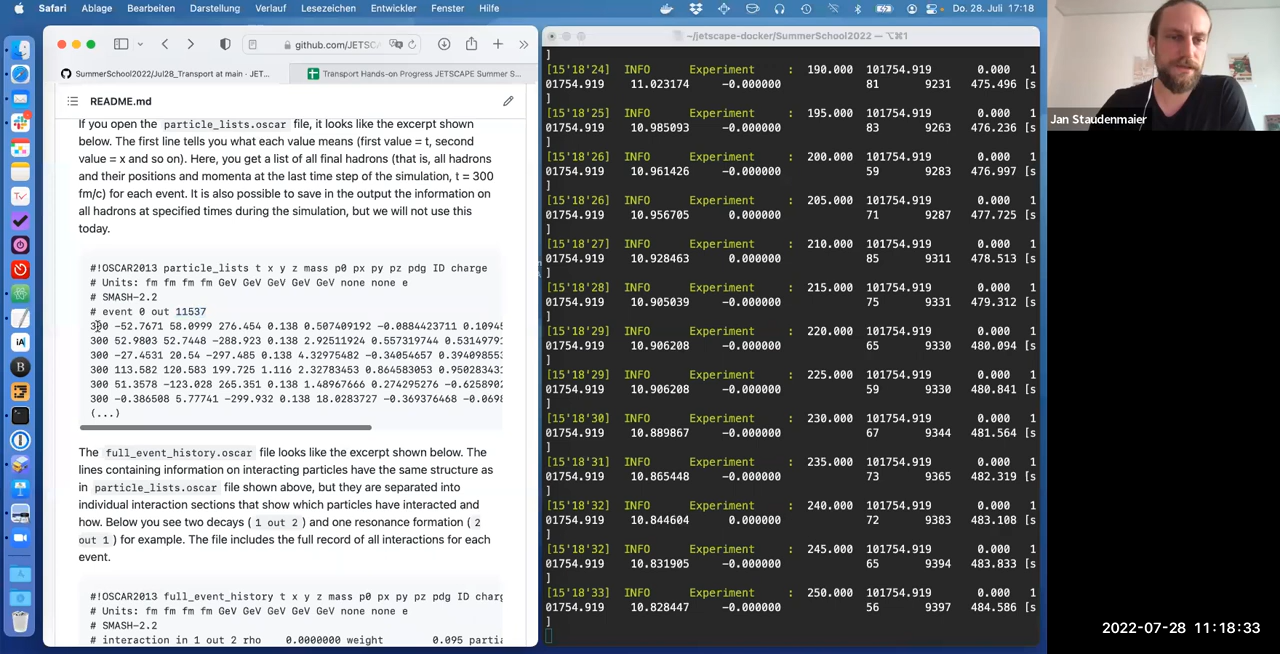 Safari Ablage Bearbeiten Darstellung Verlauf Lesezeichen Entwickler Fenster Hilfe Do. 28. Juli 17:18
github.com/JETSC
SummerSchool2022/Jul28_Transport at main · JET...
Transport Hands-on Progress JETSCAPE Summer S...
README.md
If you open the particle_lists.oscar file, it looks like the excerpt shown
below. The first line tells you what each value means (first value = t, second
value = x and so on). Here, you get a list of all final hadrons (that is, all hadrons
and their positions and momenta at the last time step of the simulation, t = 300
fm/c) for each event. It is also possible to save in the output the information on
all hadrons at specified times during the simulation, but we will not use this
today.
#!OSCAR2013 particle_lists t x y z mass p0 px py pz pdg ID charge
# Units: fm fm fm fm GeV GeV GeV GeV GeV none none e
# SMASH-2.2
# event 0 out 11537
300 -52.7671 58.0999 276.454 0.138 0.507409192 -0.0884423711 0.1094
300 52.9803 52.7448 -288.923 0.138 2.92511924 0.557319744 0.5314979
300 -27.4531 20.54 -297.485 0.138 4.32975482 -0.34054657 0.39409855
300 113.582 120.583 199.725 1.116 2.32783453 0.864583053 0.95028343
300 51.3578 -123.028 265.351 0.138 1.48967666 0.274295276 -0.6258902
300 -0.386508 5.77741 -299.932 0.138 18.0283727 -0.369376468 -0.069
(...)
The full_event_history.oscar file looks like the excerpt shown below. The
lines containing information on interacting particles have the same structure as
in particle_lists.oscar file shown above, but they are separated into
individual interaction sections that show which particles have interacted and
how. Below you see two decays ( 1 out 2 ) and one resonance formation ( 2
out 1 ) for example. The file includes the full record of all interactions for each
event.
#!OSCAR2013 full_event_history t x y z mass p0 px py pz pdg ID charg
# Units: fm fm fm fm GeV GeV GeV GeV GeV none none e
# SMASH-2.2
# interaction in 1 out 2 rho 0.0000000 weight 0.095 partia
~/jetscape-docker/SummerSchool2022 — ⌥⌘1
]
[15'18'24] INFO Experiment : 190.000 101754.919 0.000 1
01754.919 11.023174 -0.000000 81 9231 475.496 [s
]
[15'18'25] INFO Experiment : 195.000 101754.919 0.000 1
01754.919 10.985093 -0.000000 83 9263 476.236 [s
]
[15'18'26] INFO Experiment : 200.000 101754.919 0.000 1
01754.919 10.961426 -0.000000 59 9283 476.997 [s
]
[15'18'26] INFO Experiment : 205.000 101754.919 0.000 1
01754.919 10.956705 0.000000 71 9287 477.725 [s
]
[15'18'27] INFO Experiment : 210.000 101754.919 0.000 1
01754.919 10.928463 0.000000 85 9311 478.513 [s
]
[15'18'28] INFO Experiment : 215.000 101754.919 0.000 1
01754.919 10.905039 -0.000000 75 9331 479.312 [s
]
[15'18'29] INFO Experiment : 220.000 101754.919 0.000 1
01754.919 10.906208 -0.000000 65 9330 480.094 [s
]
[15'18'29] INFO Experiment : 225.000 101754.919 0.000 1
01754.919 10.906208 -0.000000 59 9330 480.841 [s
]
[15'18'30] INFO Experiment : 230.000 101754.919 0.000 1
01754.919 10.889867 -0.000000 67 9344 481.564 [s
]
[15'18'31] INFO Experiment : 235.000 101754.919 0.000 1
01754.919 10.865448 -0.000000 73 9365 482.319 [s
]
[15'18'32] INFO Experiment : 240.000 101754.919 0.000 1
01754.919 10.844604 0.000000 72 9383 483.108 [s
]
[15'18'32] INFO Experiment : 245.000 101754.919 0.000 1
01754.919 10.831905 -0.000000 65 9394 483.833 [s
]
[15'18'33] INFO Experiment : 250.000 101754.919 0.000 1
01754.919 10.828447 -0.000000 56 9397 484.586 [s
]
Jan Staudenmaier
2022-07-28 11:18:33